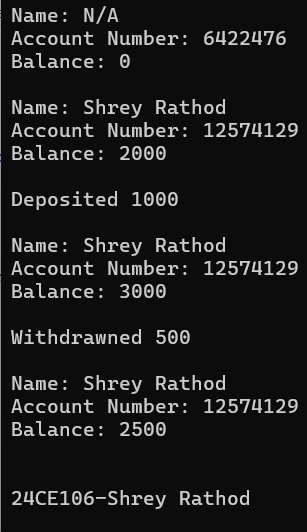 Name: N/A
Account Number: 6422476
Balance: 0
Name: Shrey Rathod
Account Number: 12574129
Balance: 2000
Deposited 1000
Name: Shrey Rathod
Account Number: 12574129
Balance: 3000
Withdrawned 500
Name: Shrey Rathod
Account Number: 12574129
Balance: 2500
24CE106-Shrey Rathod